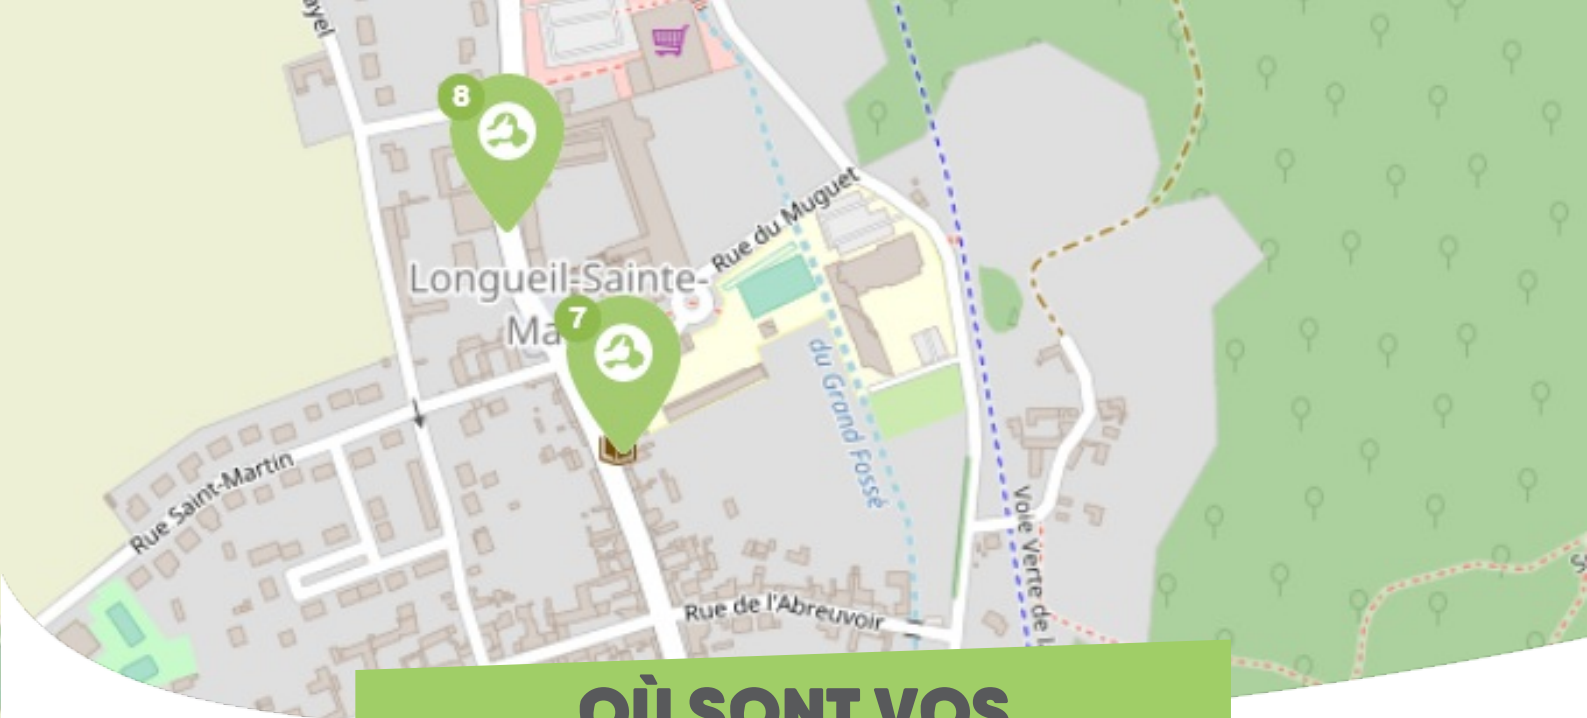 ayel
8
Rue du Muguet
Longueil-Sainte-
Ma
7
du Grand Fossé
Rue Saint-Martin
Voie Verte de l
Rue de l'Abreuvoir
OÙ SONT VOS